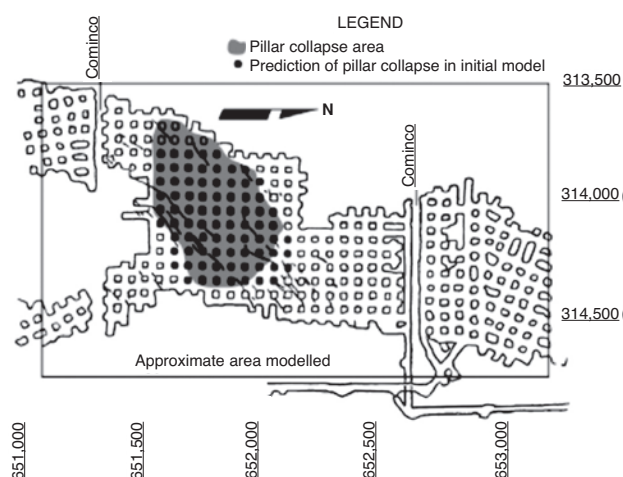 LEGEND
Pillar collapse area
Prediction of pillar collapse in initial model
Cominco
N
Cominco
313,500
314,000
314,500
Approximate area modelled
651,000
651,500
652,000
652,500
653,000